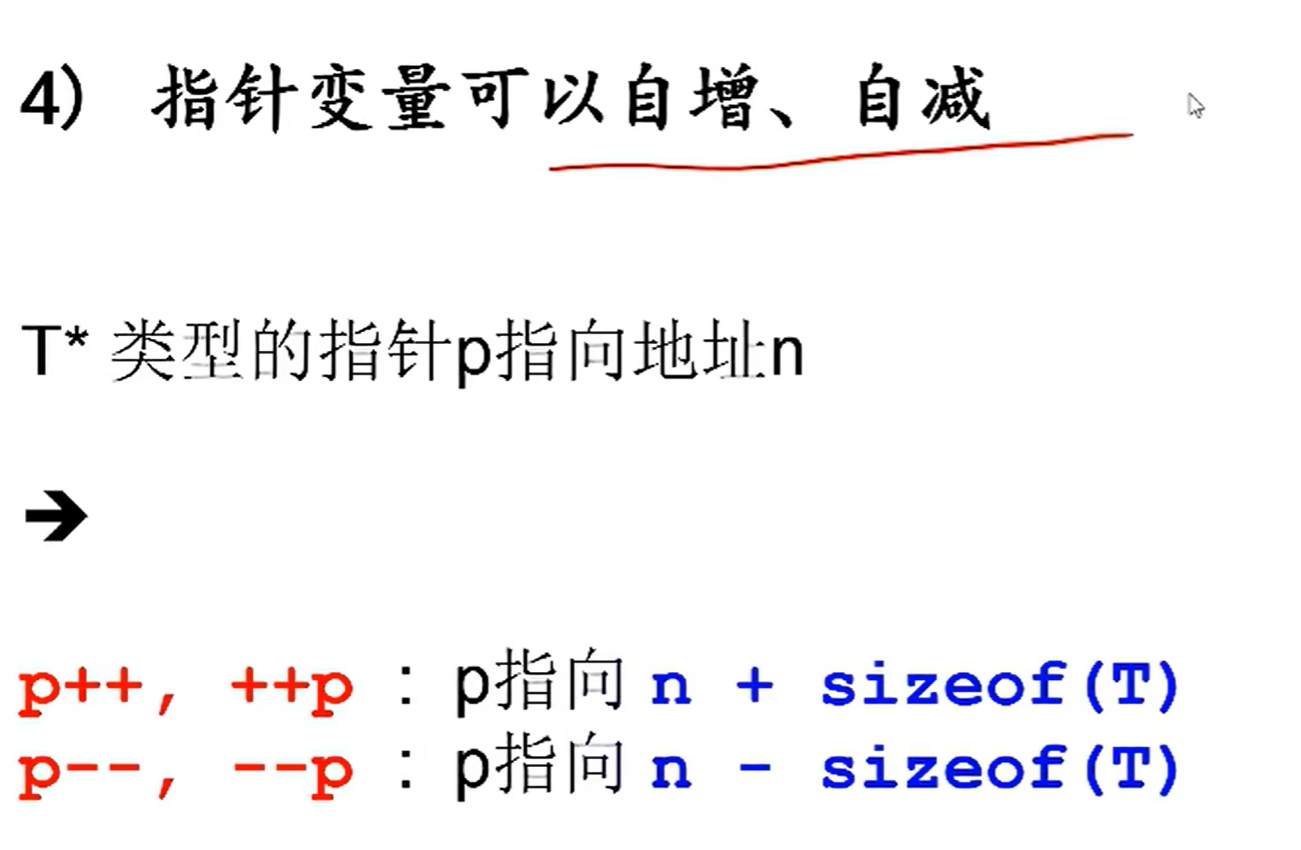 4) 指针变量可以自增、自减
T* 类型的指针p指向地址n
➔
p++, ++p : p指向 n + sizeof(T)
p--, --p : p指向 n - sizeof(T)